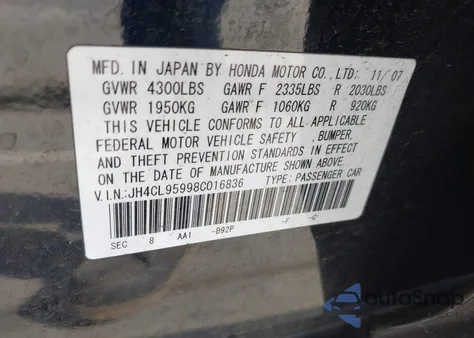 MFD. IN JAPAN BY HONDA MOTOR CO., LTD. 11/07
GVWR 4300LBS GAWR F 2335LBS R 2030LBS
GVWR 1950KG GAWR F 1060KG R 920KG
THIS VEHICLE CONFORMS TO ALL APPLICABLE
FEDERAL MOTOR VEHICLE SAFETY , BUMPER,
AND THEFT PREVENTION STANDARDS IN EFFECT
ON THE DATE OF MANUFACTURE SHOWN ABOVE.
V.I.N.:JH4CL95998C016836 TYPE: PASSENGER CAR
SEC 8 AA1 -B92P -F -C-
autoSnap